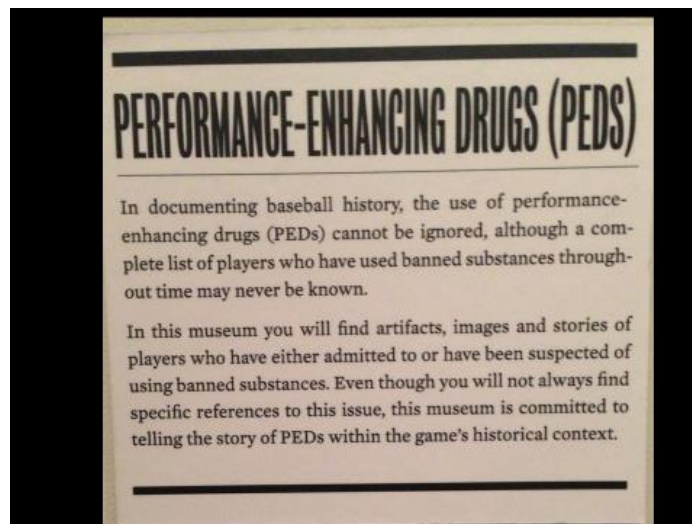 PERFORMANCE-ENHANCING DRUGS (PEDS)
In documenting baseball history, the use of performance-
enhancing drugs (PEDs) cannot be ignored, although a com-
plete list of players who have used banned substances through-
out time may never be known.
In this museum you will find artifacts, images and stories of
players who have either admitted to or have been suspected of
using banned substances. Even though you will not always find
specific references to this issue, this museum is committed to
telling the story of PEDs within the game's historical context.